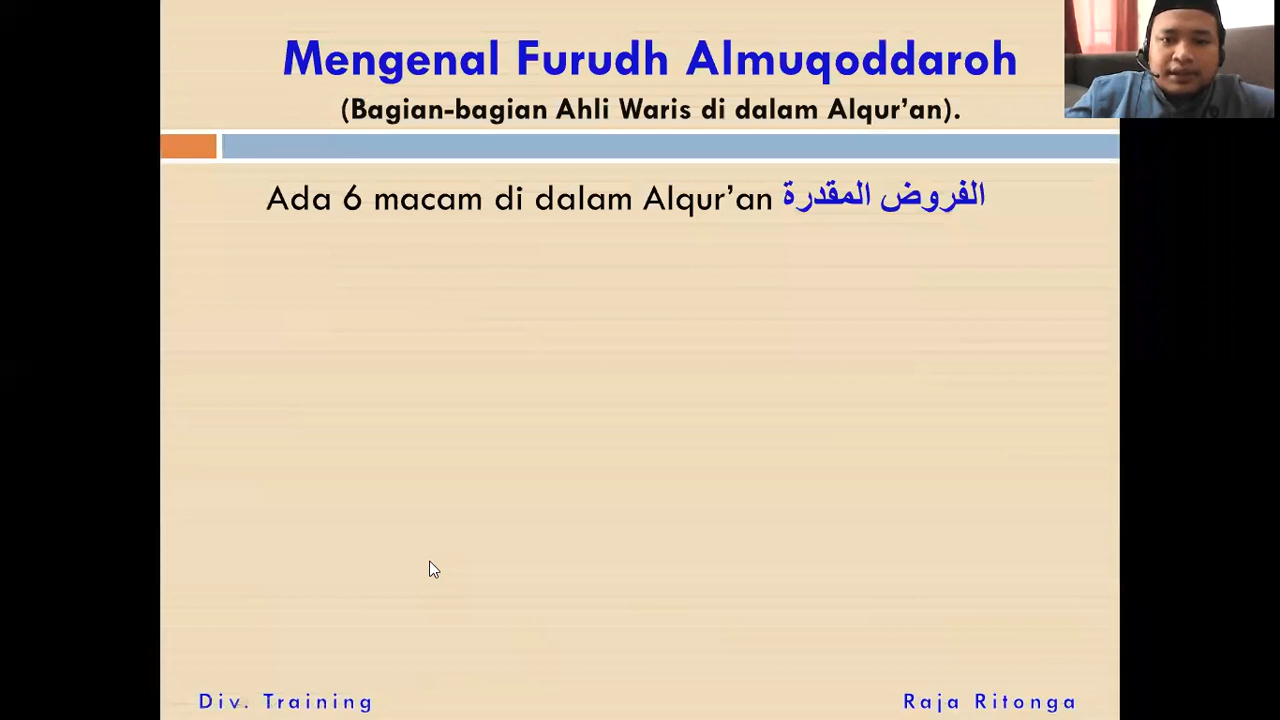 Mengenal Furudh Almuqoddaroh
(Bagian-bagian Ahli Waris di dalam Alqur’an).
Ada 6 macam di dalam Alqur’an الفروض المقدرة
Div. Training
Raja Ritonga